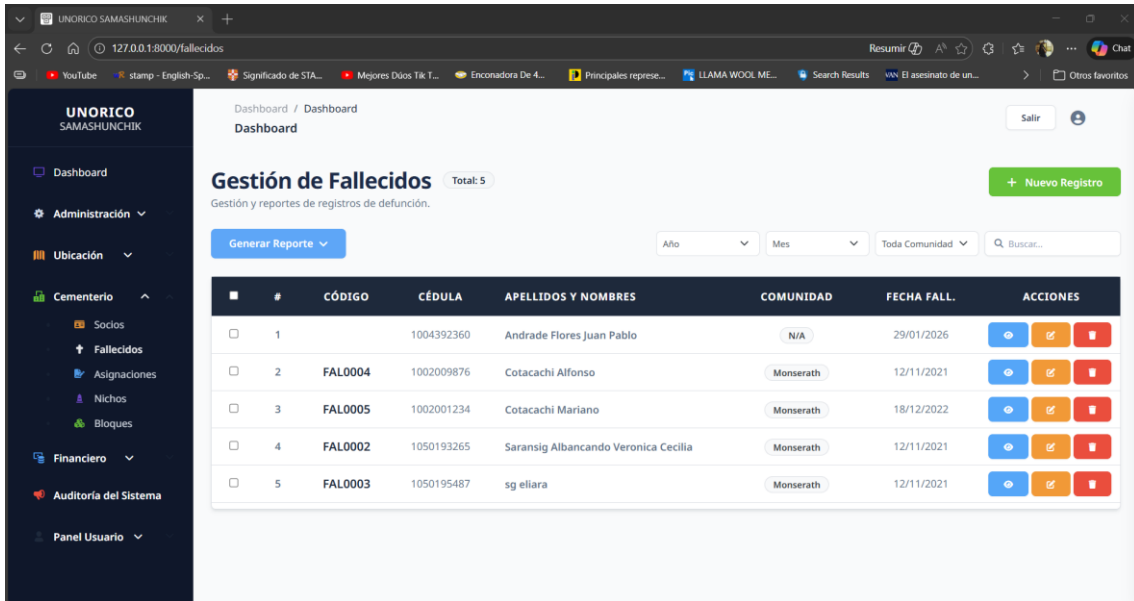 UNORICO SAMASHUNCHIK
127.0.0.1:8000/fallecidos
Resumir
Chat
YouTube
stamp - English-Sp...
Significado de STA...
Mejores Dúos Tik T...
Enconadora De 4...
Principales represe...
LLAMA WOOL ME...
Search Results
El asesinato de un...
Otros favoritos
UNORICO
SAMASHUNCHIK
Dashboard
Administración
Ubicación
Cementerio
Socios
Fallecidos
Asignaciones
Nichos
Bloques
Financiero
Auditoría del Sistema
Panel Usuario
Dashboard / Dashboard
Dashboard
Salir
Gestión de Fallecidos Total: 5
Gestión y reportes de registros de defunción.
+ Nuevo Registro
Generar Reporte
Año
Mes
Toda Comunidad
Buscar...
# CÓDIGO CÉDULA APELLIDOS Y NOMBRES COMUNIDAD FECHA FALL. ACCIONES
1 1004392360 Andrade Flores Juan Pablo N/A 29/01/2026
2 FAL0004 1002009876 Cotacachi Alfonso Monserath 12/11/2021
3 FAL0005 1002001234 Cotacachi Mariano Monserath 18/12/2022
4 FAL0002 1050193265 Saransig Albancando Veronica Cecilia Monserath 12/11/2021
5 FAL0003 1050195487 sg eliara Monserath 12/11/2021